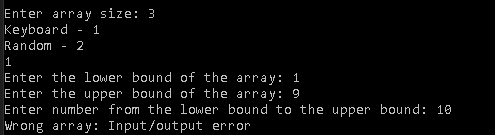 Enter array size: 3
Keyboard - 1
Random - 2
1
Enter the lower bound of the array: 1
Enter the upper bound of the array: 9
Enter number from the lower bound to the upper bound: 10
Wrong array: Input/output error